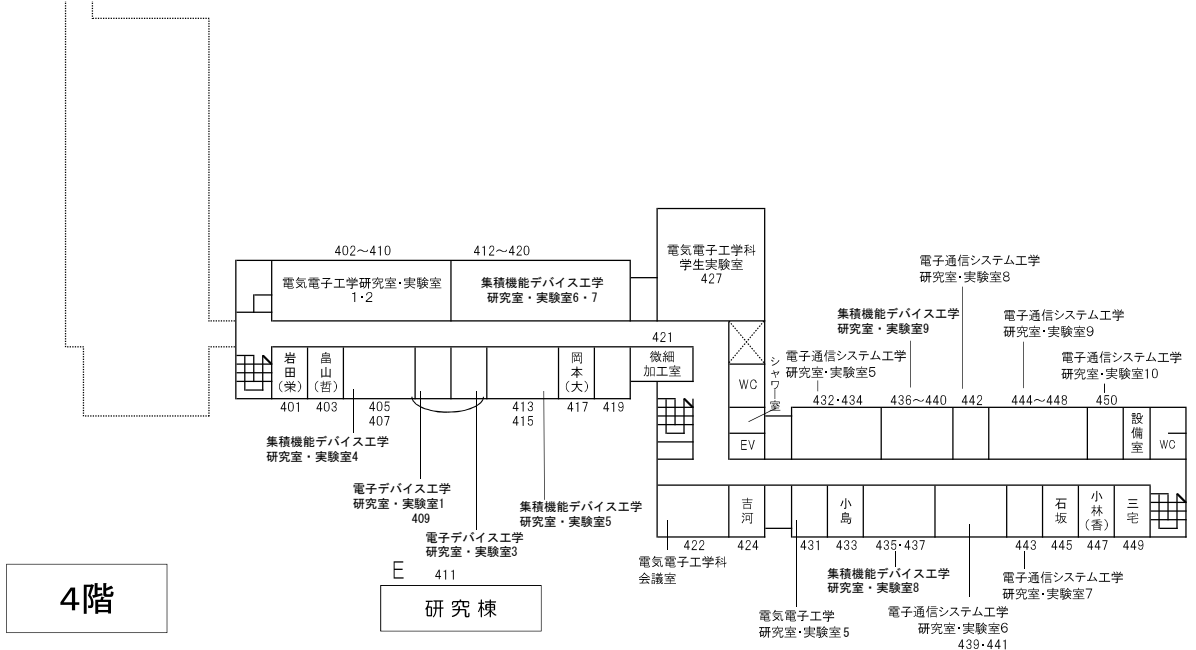 402～410
412～420
電気電子工学研究室・実験室
1・2
集積機能デバイス工学
研究室・実験室6・7
電気電子工学科
学生実験室
427
電子通信システム工学
研究室・実験室8
集積機能デバイス工学
研究室・実験室9
電子通信システム工学
研究室・実験室9
電子通信システム工学
研究室・実験室5
電子通信システム工学
研究室・実験室10
421
微細
加工室
岩田(栄)
畠山(哲)
岡本(大)
WC
シャワー室
EV
401
403
405
407
413
415
417
419
432・434
436～440
442
444～448
450
設備室
WC
集積機能デバイス工学
研究室・実験室4
電子デバイス工学
研究室・実験室1
409
電子デバイス工学
研究室・実験室3
411
集積機能デバイス工学
研究室・実験室5
吉河
小島
石坂
小林(香)
三宅
422
424
431
433
435・437
443
445
447
449
電気電子工学科
会議室
集積機能デバイス工学
研究室・実験室8
電子通信システム工学
研究室・実験室7
電気電子工学
研究室・実験室5
電子通信システム工学
研究室・実験室6
439・441
4階
E
研究棟